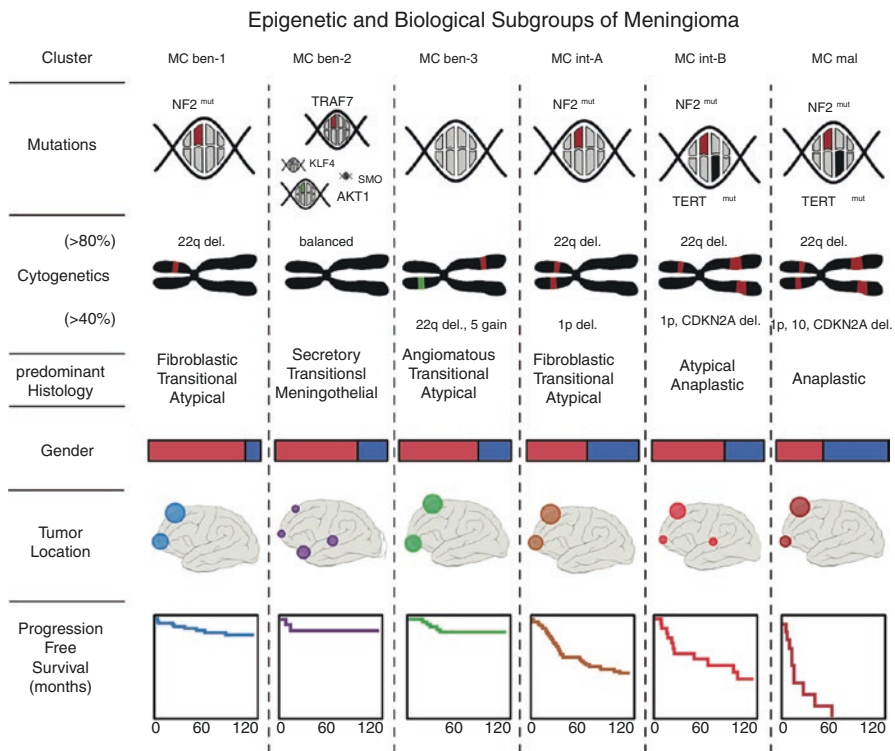 Epigenetic and Biological Subgroups of Meningioma
Cluster MC ben-1 MC ben-2 MC ben-3 MC int-A MC int-B MC mal
Mutations
NF2 mut
TRAF7
KLF4
SMO
AKT1
NF2 mut
NF2 mut
TERT mut
NF2 mut
TERT mut
(>80%) 22q del. balanced 22q del. 22q del. 22q del.
Cytogenetics
(>40%) 22q del., 5 gain 1p del. 1p, CDKN2A del. 1p, 10, CDKN2A del.
predominant
Histology
Fibroblastic
Transitional
Atypical
Secretory
Transitionsl
Meningothelial
Angiomatous
Transitional
Atypical
Fibroblastic
Transitional
Atypical
Atypical
Anaplastic
Anaplastic
Gender
Tumor
Location
Progression
Free
Survival
(months)
0 60 120 0 60 120 0 60 120 0 60 120 0 60 120 0 60 120